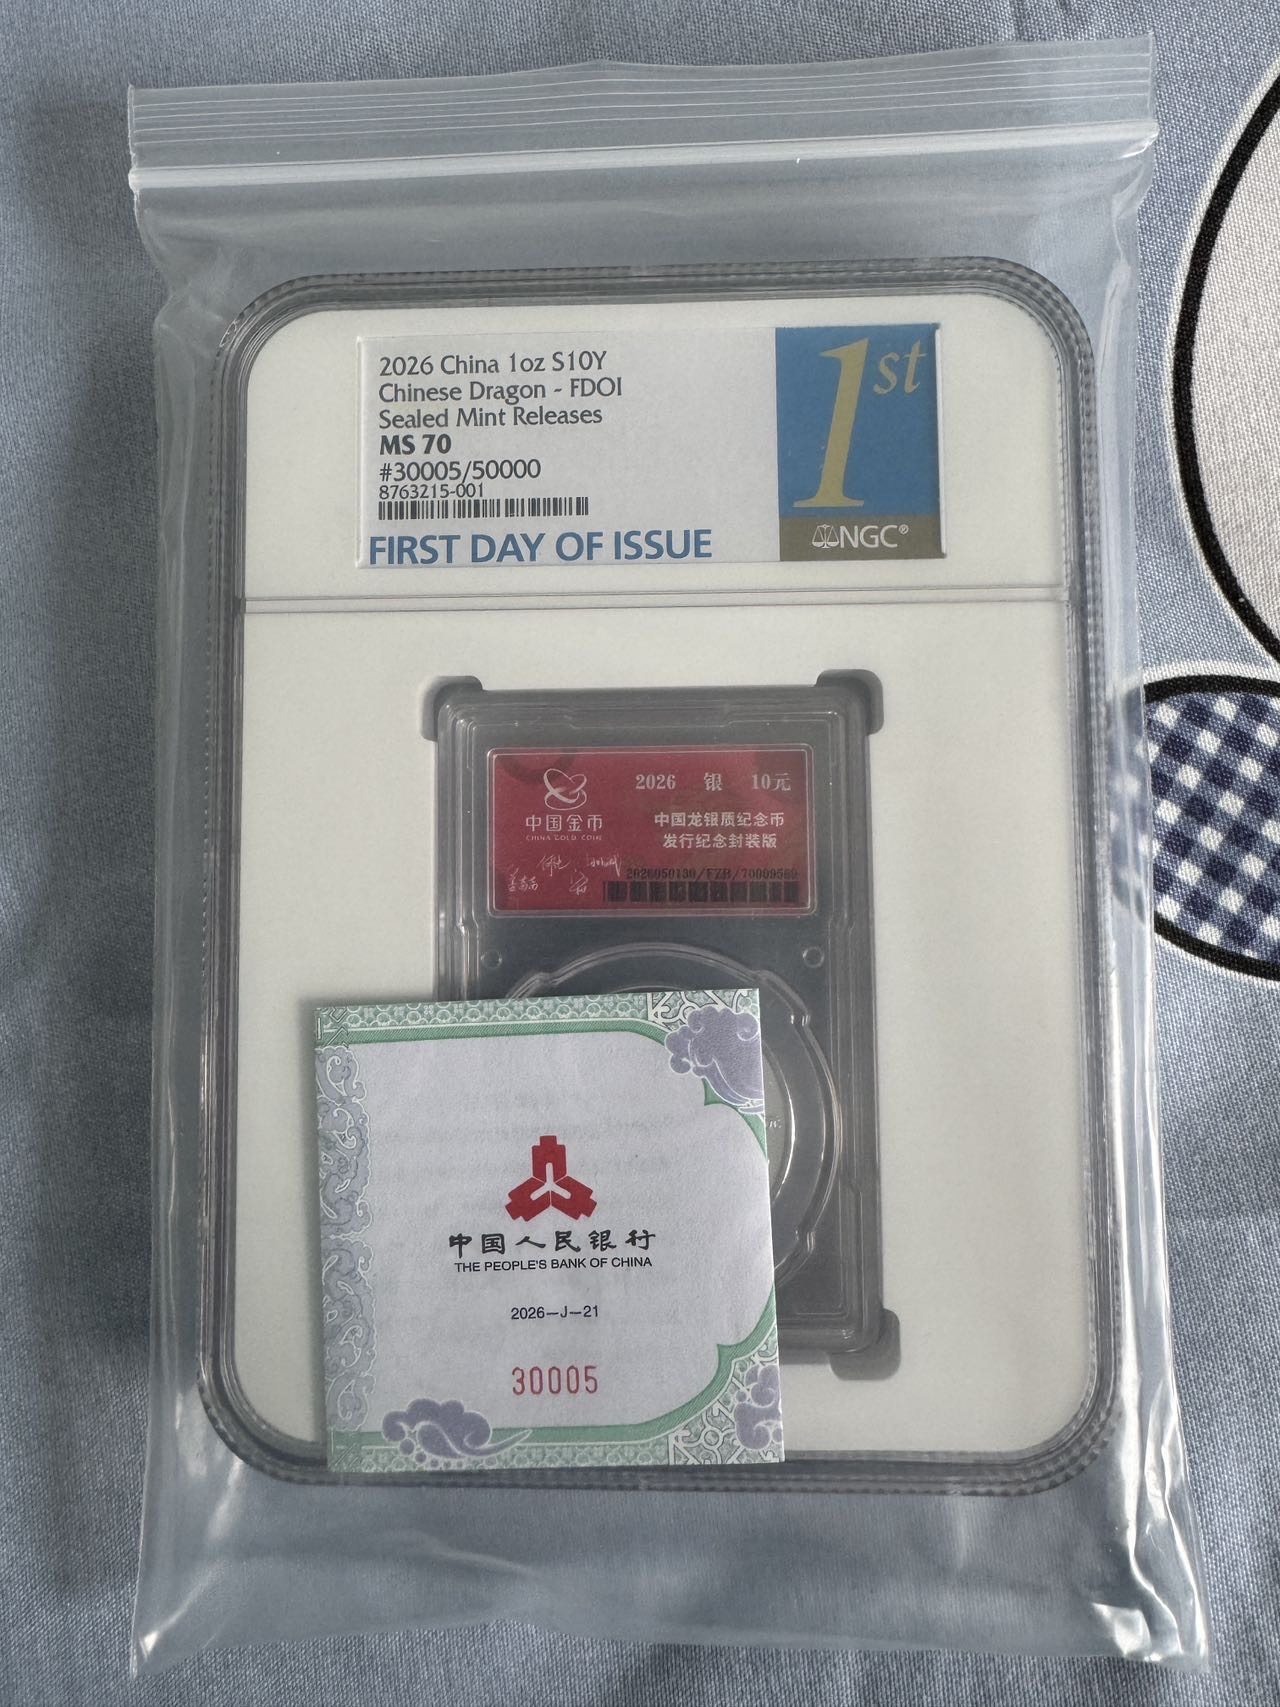 2026 China 1oz S10Y
Chinese Dragon - FDOI
Sealed Mint Releases
MS 70
#30005/50000
8763215-001
FIRST DAY OF ISSUE
1st
NGC®
中国金币
CHINA GOLD COIN
2026 银 10元
中国龙银质纪念币
发行纪念封装版
中国人民银行
THE PEOPLE'S BANK OF CHINA
2026—J—21
30005